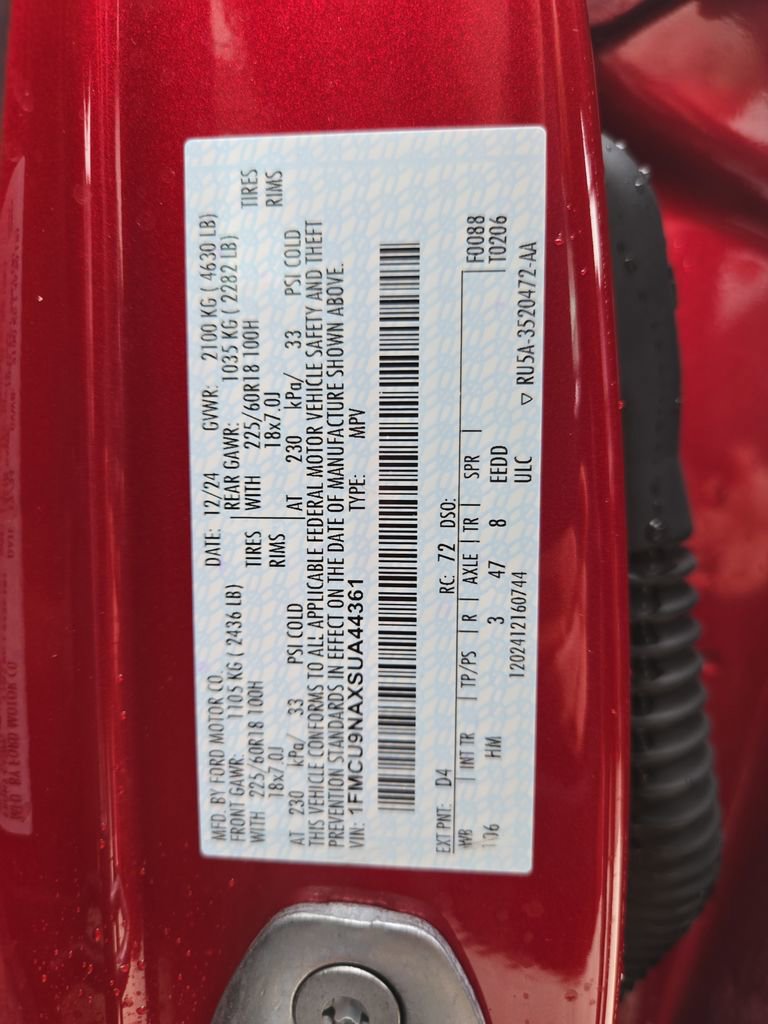 MFD. BY FORD MOTOR CO. DATE: 12/24 GVWR: 2100 KG ( 4630 LB)
FRONT GAWR: 1105 KG ( 2436 LB) REAR GAWR: 1035 KG ( 2282 LB)
WITH 225/60R18 100H TIRES WITH 225/60R18 100H TIRES
18x7.0J RIMS 18x7.0J RIMS
AT 230 kPa/ 33 PSI COLD AT 230 kPa/ 33 PSI COLD
THIS VEHICLE CONFORMS TO ALL APPLICABLE FEDERAL MOTOR VEHICLE SAFETY AND THEFT
PREVENTION STANDARDS IN EFFECT ON THE DATE OF MANUFACTURE SHOWN ABOVE.
VIN: 1FMCU9NAXSUA44361 TYPE: MPV
EXT PNT: D4 RC: 72 DSO: F0088
WB INT TR TP/PS R AXLE TR SPR T0206
106 HM 3 47 8 EEDD
1202412160744 ULC ▽ RU5A-3520472-AA